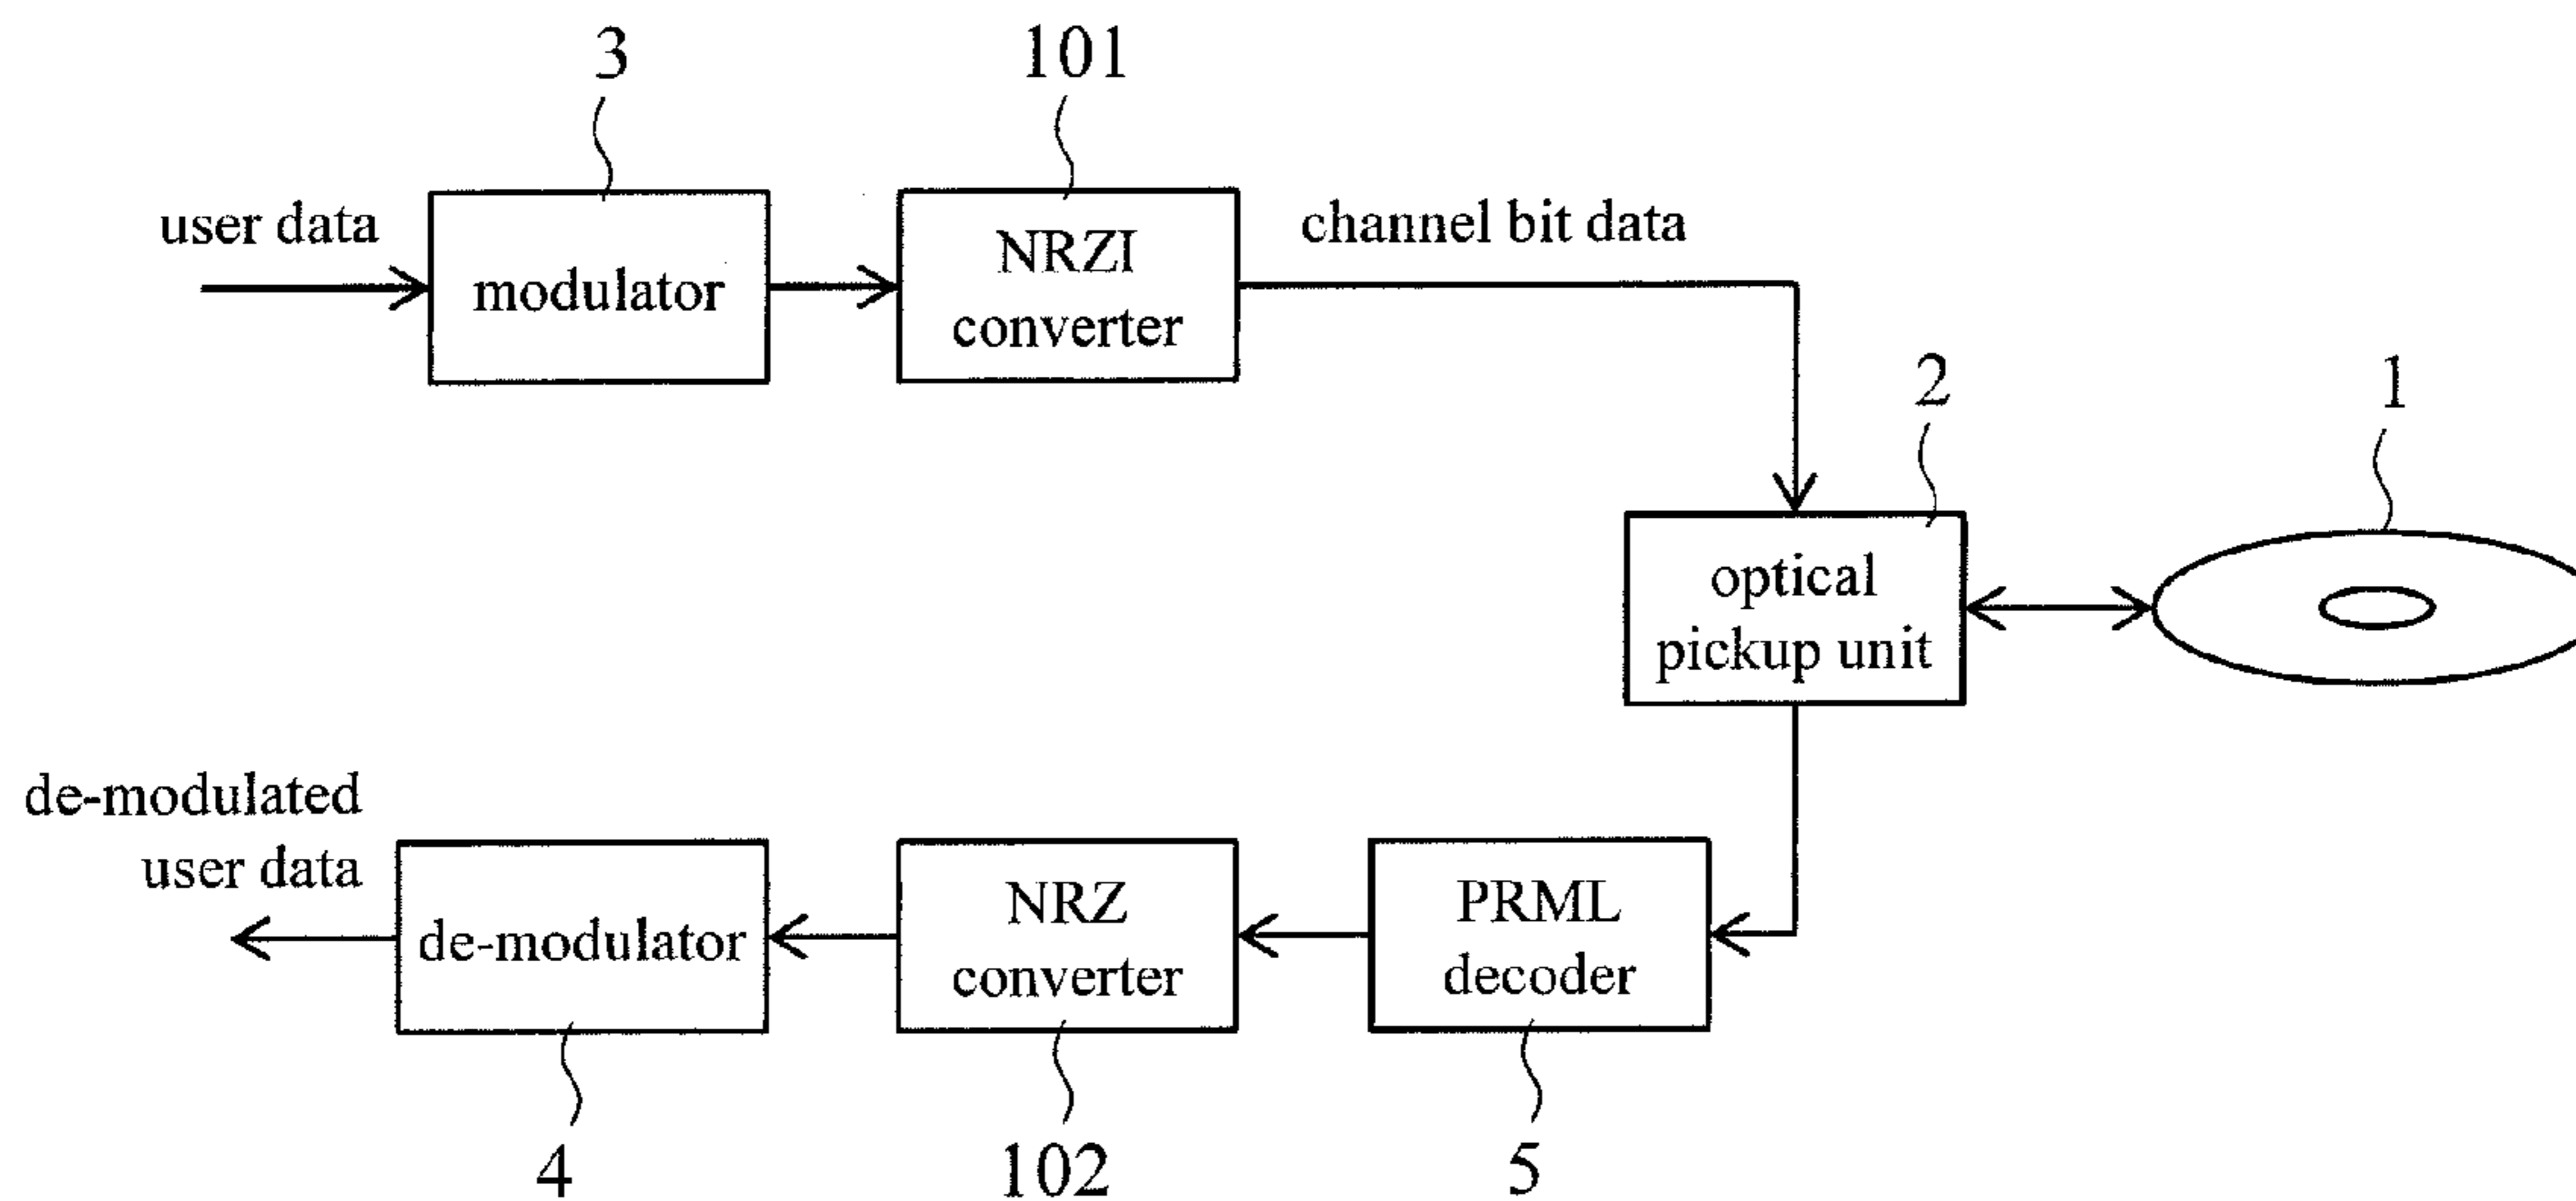 3
101
user data
modulator
NRZI
converter
channel bit data
2
1
optical
pickup unit
de-modulated
user data
de-modulator
NRZ
converter
PRML
decoder
4
102
5